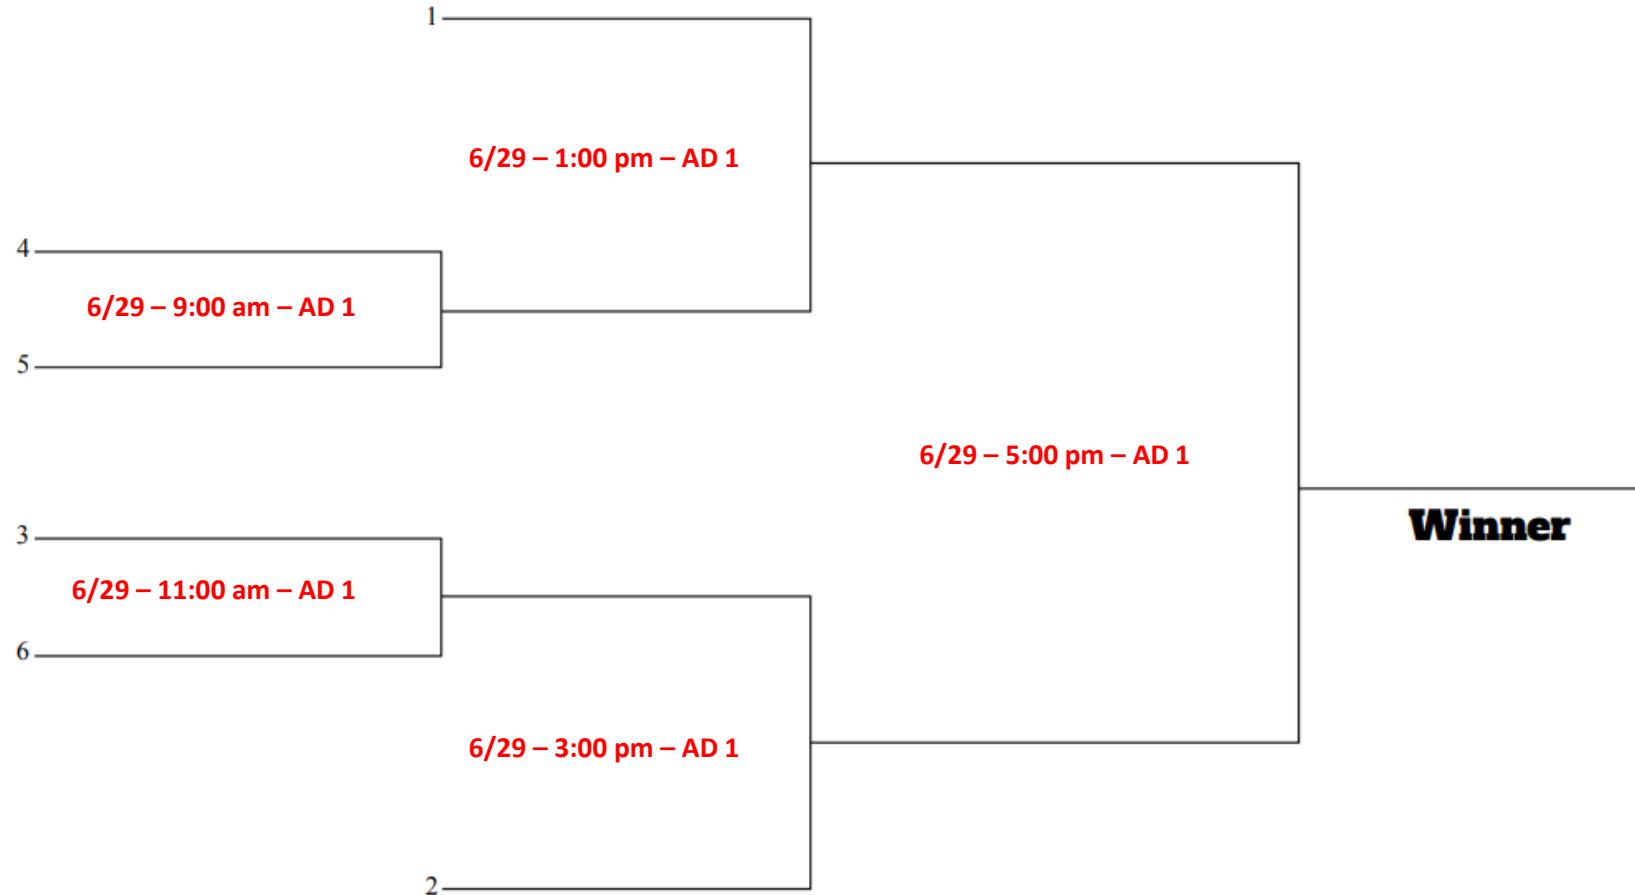 1
6/29 – 1:00 pm – AD 1
4
6/29 – 9:00 am – AD 1
5
6/29 – 5:00 pm – AD 1
Winner
3
6/29 – 11:00 am – AD 1
6
6/29 – 3:00 pm – AD 1
2